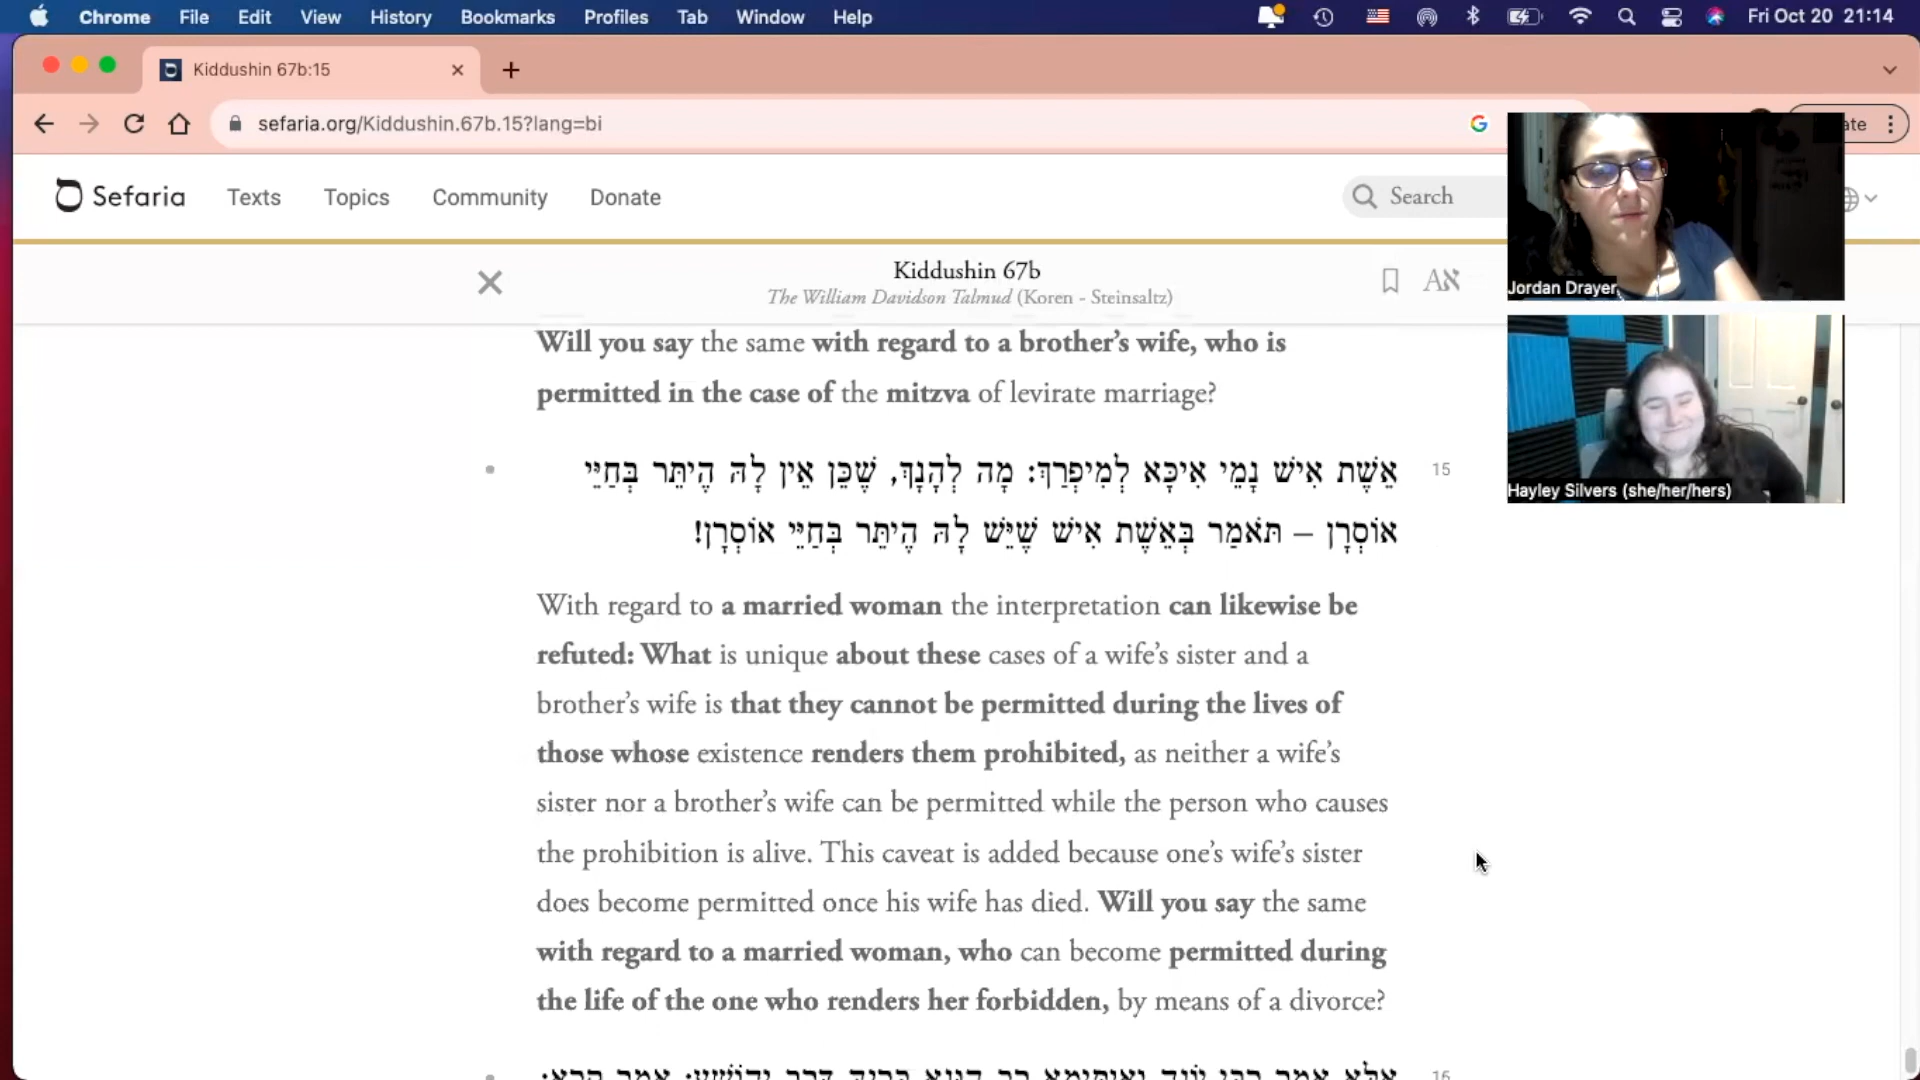 Chrome File Edit View History Bookmarks Profiles Tab Window Help Fri Oct 20 21:14
Kiddushin 67b:15
sefaria.org/Kiddushin.67b.15?lang=bi
Sefaria Texts Topics Community Donate Search
Kiddushin 67b
The William Davidson Talmud (Koren - Steinsaltz)
Jordan Drayer
Hayley Silvers (she/her/hers)
Will you say the same with regard to a brother’s wife, who is
permitted in the case of the mitzva of levirate marriage?
15
אֵשֶׁת אִישׁ נָמֵי אִיכָּא לְמִיפְרַךְ: מָה לְהָנָךְ, שֶׁכֵּן אֵין לָהּ הֶיתֵּר בְּחַיֵּי
אוֹסְרָן – תֹּאמַר בְּאֵשֶׁת אִישׁ שֶׁיֵּשׁ לָהּ הֶיתֵּר בְּחַיֵּי אוֹסְרָן!
With regard to a married woman the interpretation can likewise be
refuted: What is unique about these cases of a wife’s sister and a
brother’s wife is that they cannot be permitted during the lives of
those whose existence renders them prohibited, as neither a wife’s
sister nor a brother’s wife can be permitted while the person who causes
the prohibition is alive. This caveat is added because one’s wife’s sister
does become permitted once his wife has died. Will you say the same
with regard to a married woman, who can become permitted during
the life of the one who renders her forbidden, by means of a divorce?